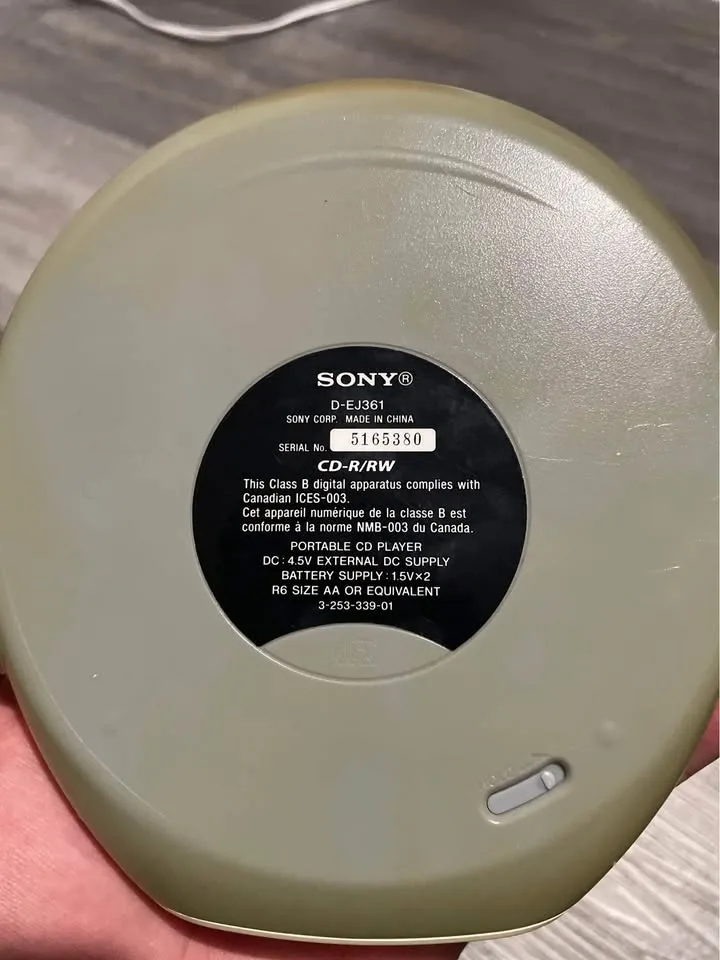 SONY®
D-EJ361
SONY CORP. MADE IN CHINA
SERIAL No. 5165380
CD-R/RW
This Class B digital apparatus complies with
Canadian ICES-003.
Cet appareil numérique de la classe B est
conforme à la norme NMB-003 du Canada.
PORTABLE CD PLAYER
DC : 4.5V EXTERNAL DC SUPPLY
BATTERY SUPPLY : 1.5V×2
R6 SIZE AA OR EQUIVALENT
3-253-339-01